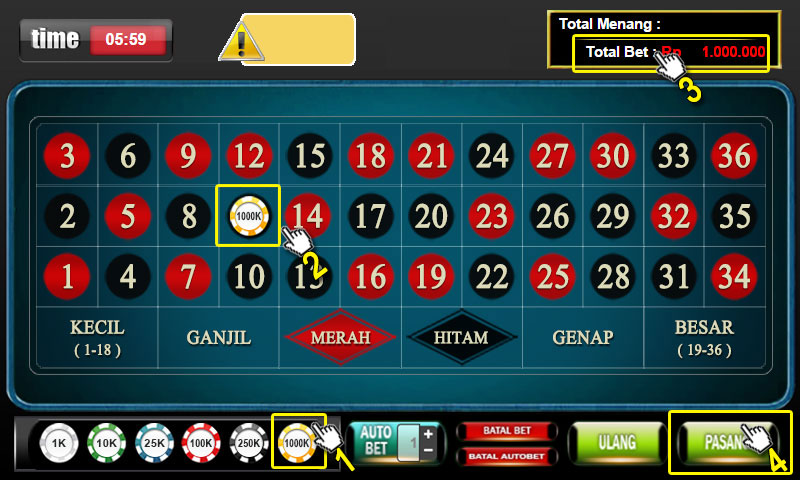 time 05:59
Total Menang :
Total Bet : Rp 1.000.000
3
3 6 9 12 15 18 21 24 27 30 33 36
2 5 8 1000K 14 17 20 23 26 29 32 35
2
1 4 7 10 13 16 19 22 25 28 31 34
KECIL GANJIL MERAH HITAM GENAP BESAR
( 1-18 ) ( 19-36 )
1K 10K 25K 100K 250K 1000K
1
AUTO BET 1 + -
BATAL BET
BATAL AUTOBET
ULANG
PASANG
4